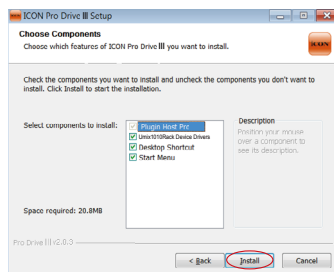 ICON Pro Drive III Setup
Choose Components
Choose which features of ICON Pro Drive III you want to install.
ICON
Check the components you want to install and uncheck the components you don't want to
install. Click Install to start the installation.
Select components to install:
Plugin Host Pre
Umix1010Rack Device Drivers
Desktop Shortcut
Start Menu
Description
Position your mouse
over a component to
see its description.
Space required: 20.8MB
Pro Drive III V2.0.3
< Back
Install
Cancel